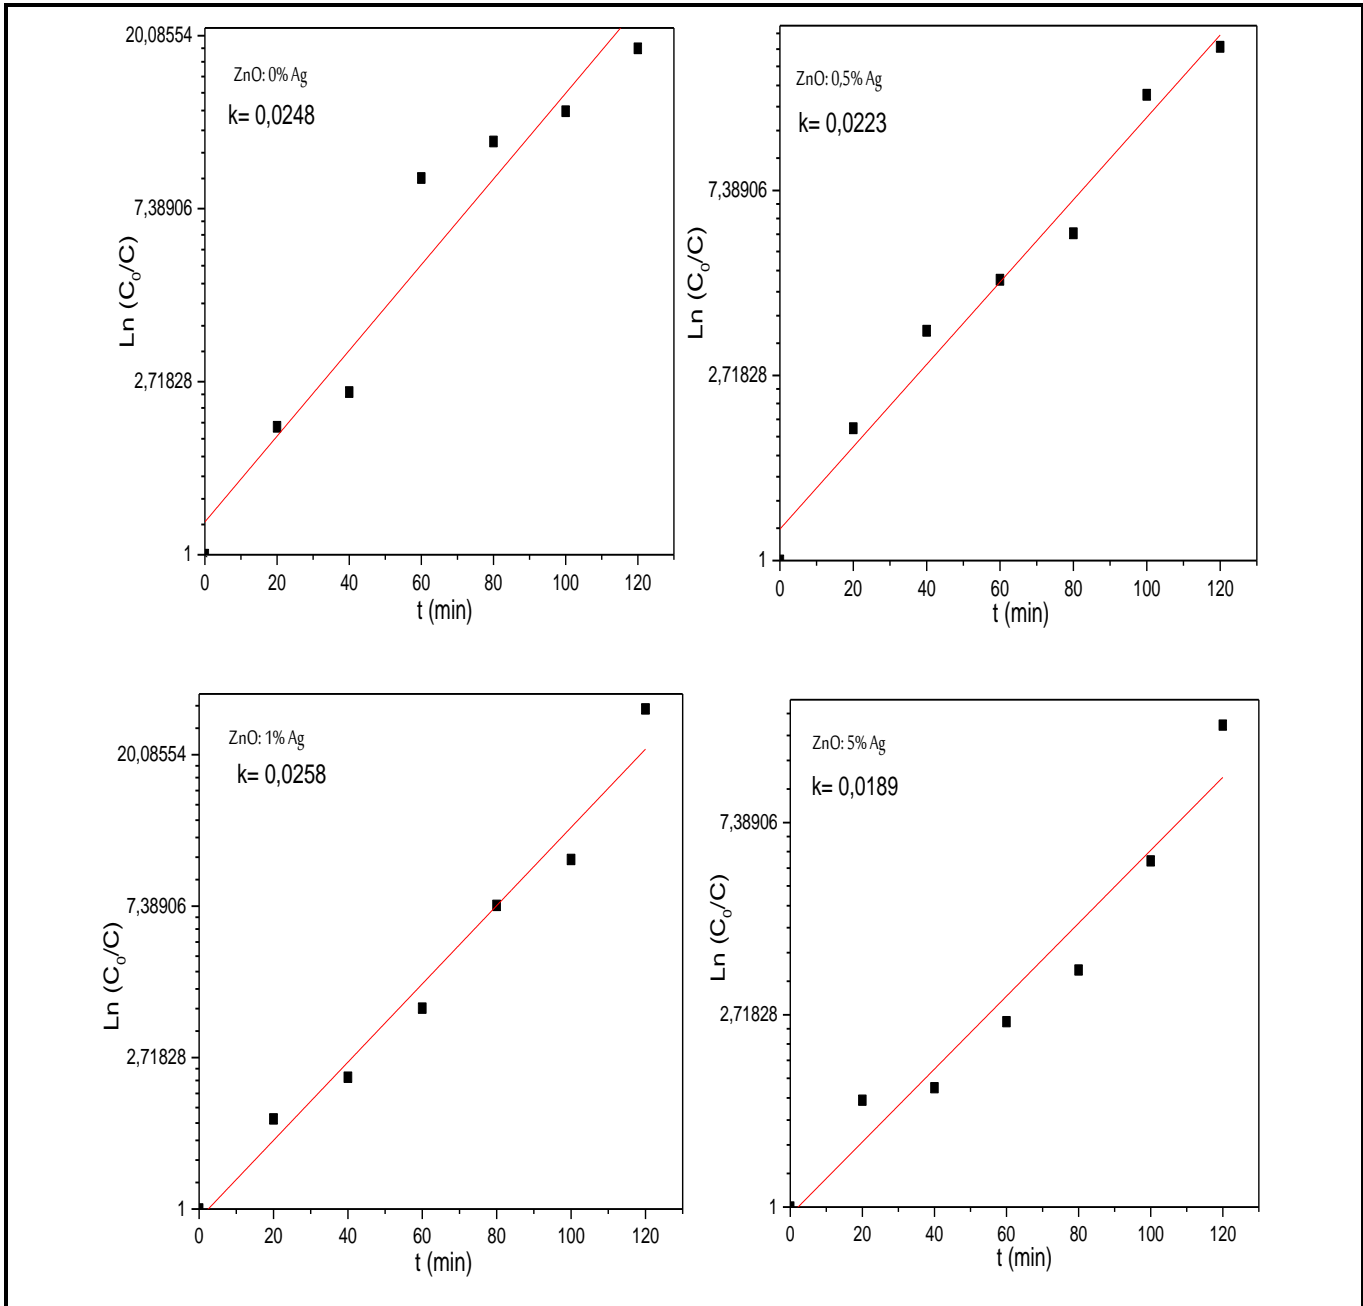 20,08554
ZnO: 0% Ag
k= 0,0248
7,38906
Ln (C₀/C)
2,71828
1
0 20 40 60 80 100 120
t (min)
ZnO: 0,5% Ag
k= 0,0223
7,38906
Ln (C₀/C)
2,71828
1
0 20 40 60 80 100 120
t (min)
ZnO: 1% Ag
20,08554
k= 0,0258
7,38906
Ln (C₀/C)
2,71828
1
0 20 40 60 80 100 120
t (min)
ZnO: 5% Ag
k= 0,0189
7,38906
Ln (C₀/C)
2,71828
1
0 20 40 60 80 100 120
t (min)